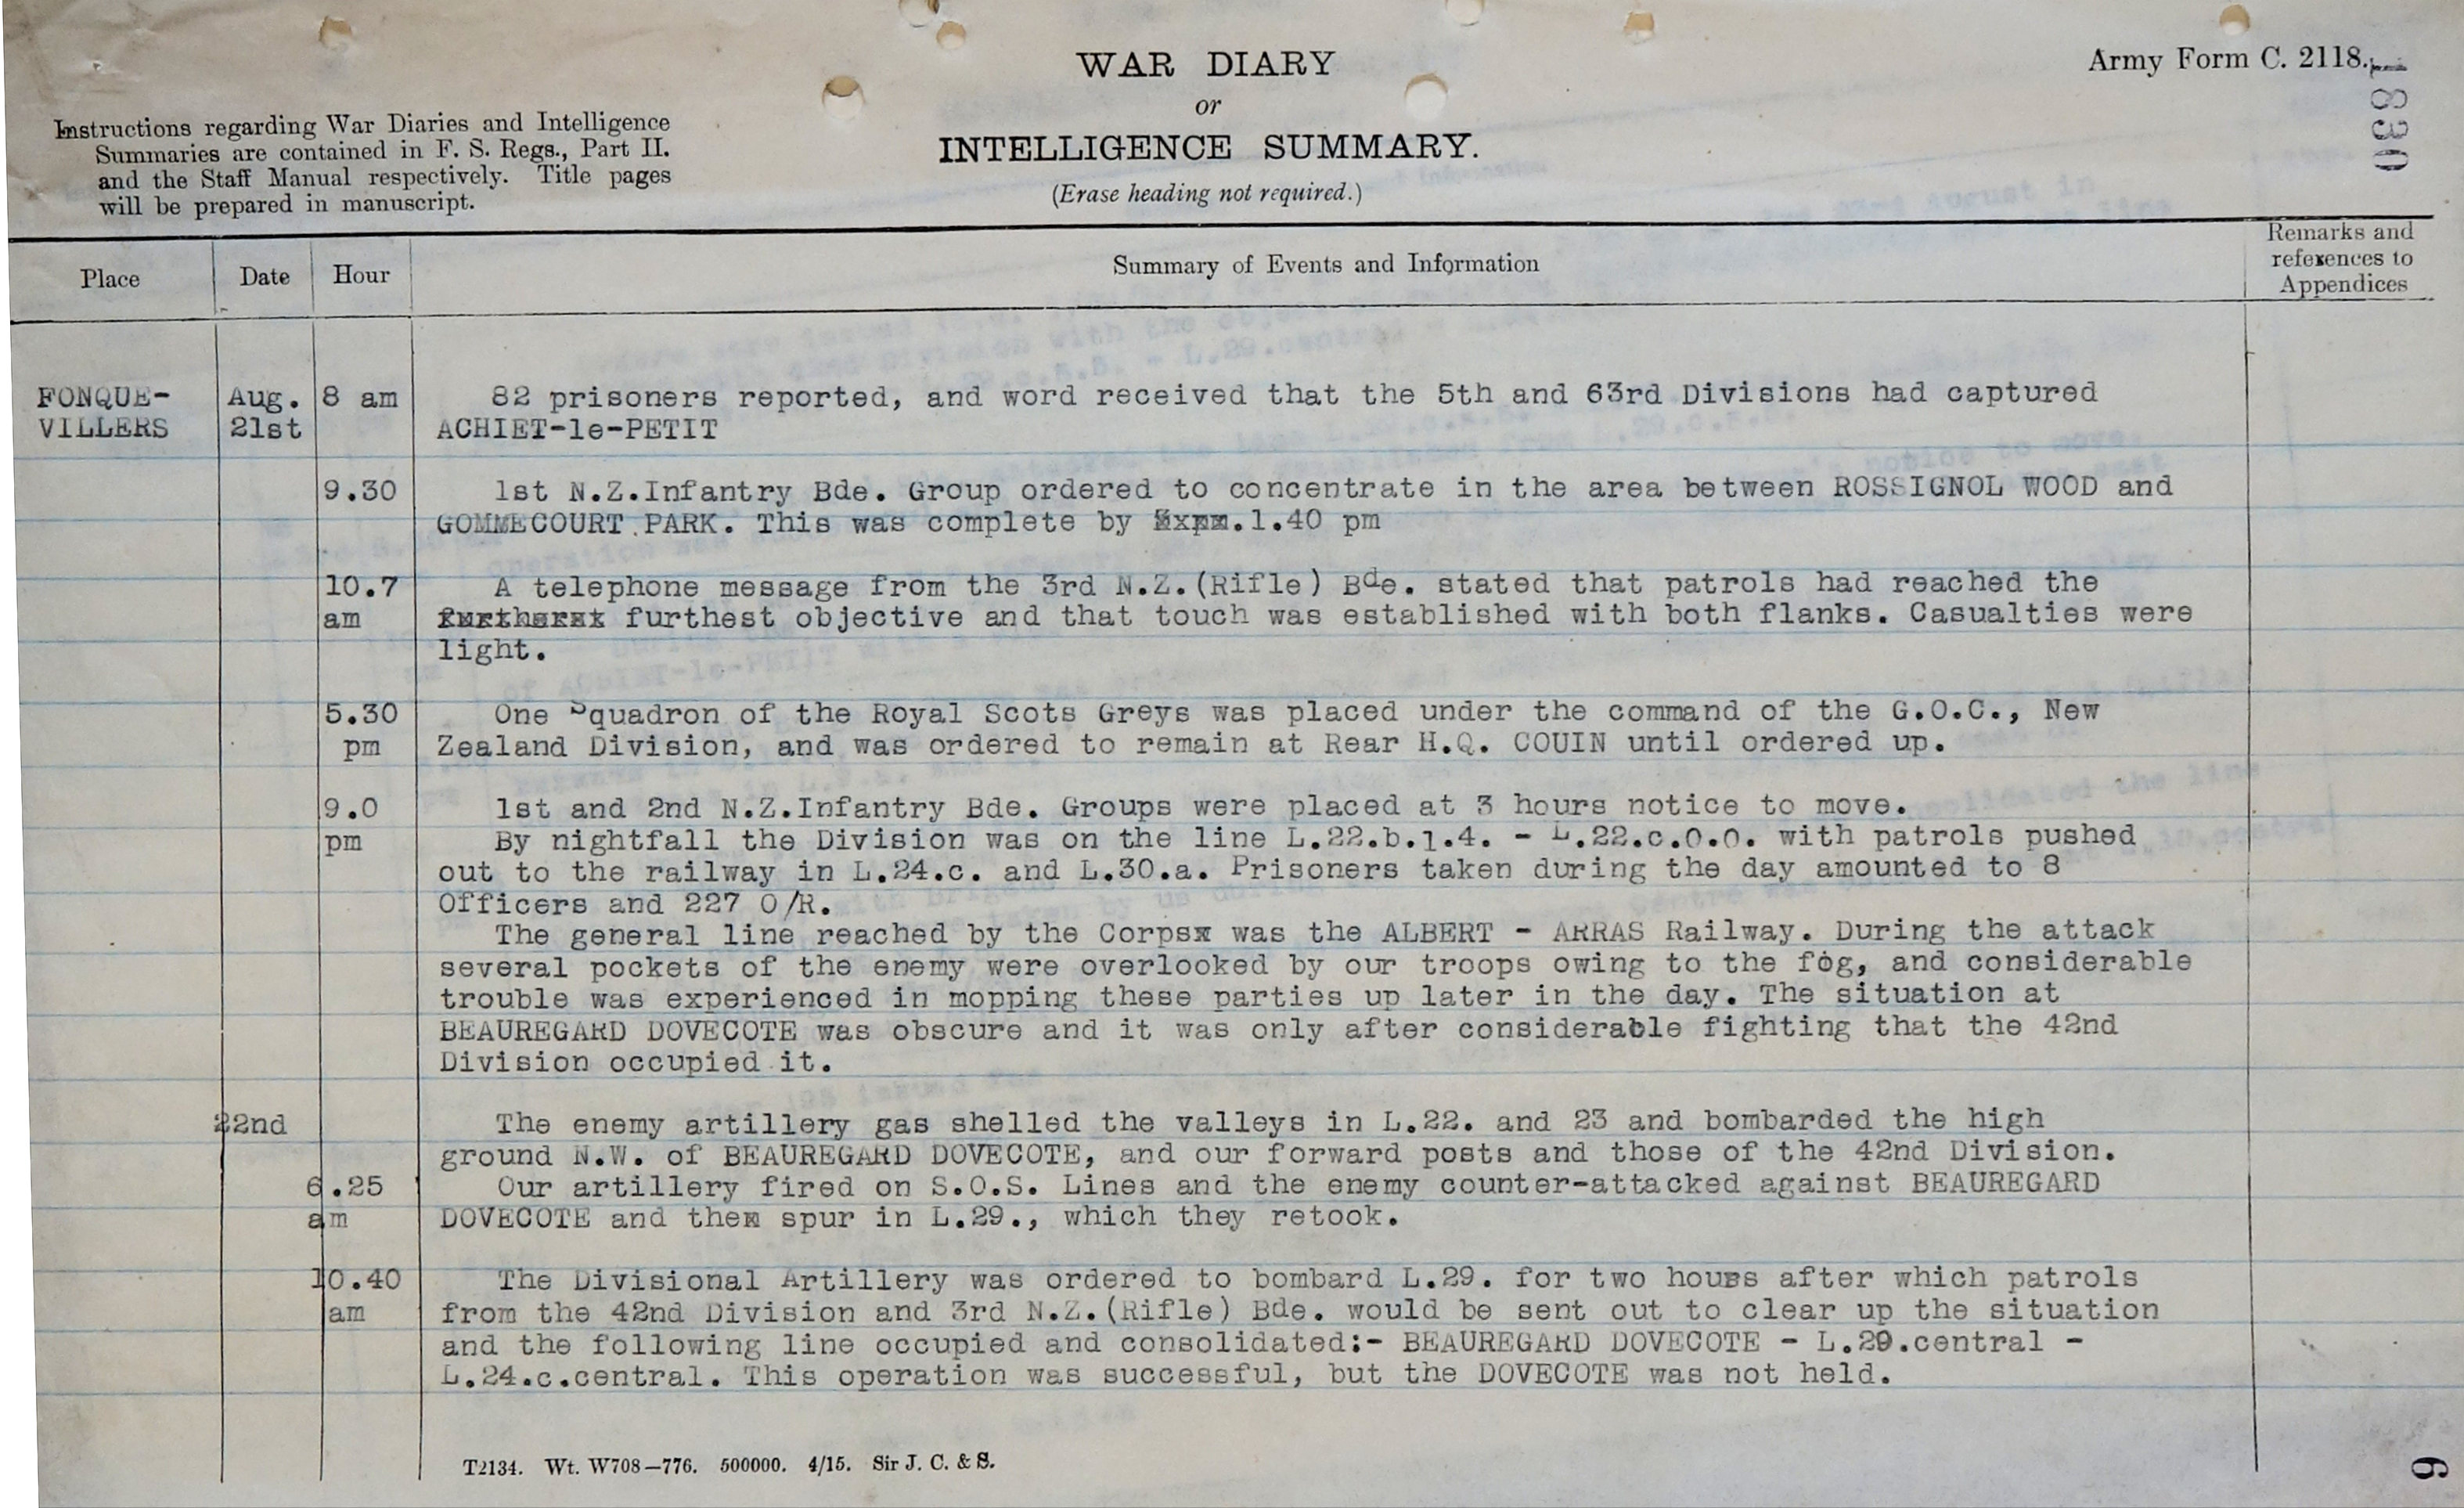 WAR DIARY
or
INTELLIGENCE SUMMARY.
(Erase heading not required.)
Army Form C. 2118.
0381
Instructions regarding War Diaries and Intelligence
Summaries are contained in F. S. Regs., Part II.
and the Staff Manual respectively. Title pages
will be prepared in manuscript.
Place Date Hour Summary of Events and Information Remarks and
references to
Appendices
FONQUE- Aug. 8 am 82 prisoners reported, and word received that the 5th and 63rd Divisions had captured
VILLERS 21st ACHIET-le-PETIT
9.30 1st N.Z.Infantry Bde. Group ordered to concentrate in the area between ROSSIGNOL WOOD and
GOMMECOURT PARK. This was complete by 1.40 pm
10.7 A telephone message from the 3rd N.Z.(Rifle) Bde. stated that patrols had reached the
am furthest objective and that touch was established with both flanks. Casualties were
light.
5.30 One Squadron of the Royal Scots Greys was placed under the command of the G.O.C., New
pm Zealand Division, and was ordered to remain at Rear H.Q. COUIN until ordered up.
9.0 1st and 2nd N.Z.Infantry Bde. Groups were placed at 3 hours notice to move.
pm By nightfall the Division was on the line L.22.b.1.4. - L.22.c.0.0. with patrols pushed
out to the railway in L.24.c. and L.30.a. Prisoners taken during the day amounted to 8
Officers and 227 O/R.
The general line reached by the Corpsx was the ALBERT - ARRAS Railway. During the attack
several pockets of the enemy were overlooked by our troops owing to the fog, and considerable
trouble was experienced in mopping these parties up later in the day. The situation at
BEAUREGARD DOVECOTE was obscure and it was only after considerable fighting that the 42nd
Division occupied it.
22nd The enemy artillery gas shelled the valleys in L.22. and 23 and bombarded the high
ground N.W. of BEAUREGARD DOVECOTE, and our forward posts and those of the 42nd Division.
6.25 Our artillery fired on S.O.S. Lines and the enemy counter-attacked against BEAUREGARD
am DOVECOTE and thex spur in L.29., which they retook.
10.40 The Divisional Artillery was ordered to bombard L.29. for two hours after which patrols
am from the 42nd Division and 3rd N.Z.(Rifle) Bde. would be sent out to clear up the situation
and the following line occupied and consolidated:- BEAUREGARD DOVECOTE - L.29.central -
L.24.c.central. This operation was successful, but the DOVECOTE was not held.
T2134. Wt. W708—776. 500000. 4/15. Sir J. C. & S.
9